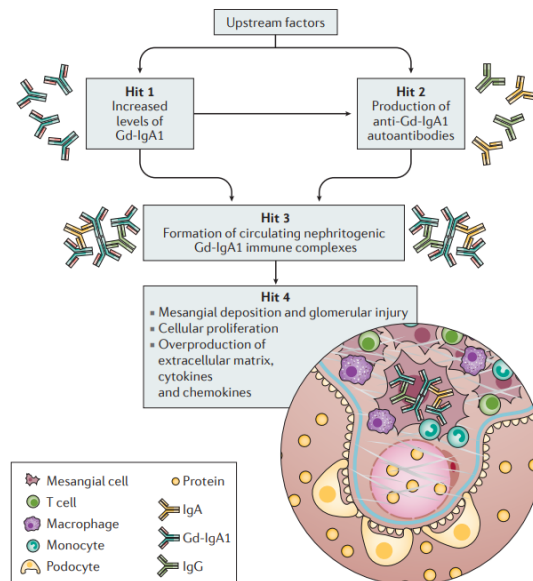 Upstream factors
Hit 1
Increased
levels of
Gd-IgA1
Hit 2
Production of
anti-Gd-IgA1
autoantibodies
Hit 3
Formation of circulating nephritogenic
Gd-IgA1 immune complexes
Hit 4
▪ Mesangial deposition and glomerular injury
▪ Cellular proliferation
▪ Overproduction of
extracellular matrix,
cytokines
and chemokines
Mesangial cell
T cell
Macrophage
Monocyte
Podocyte
Protein
IgA
Gd-IgA1
IgG